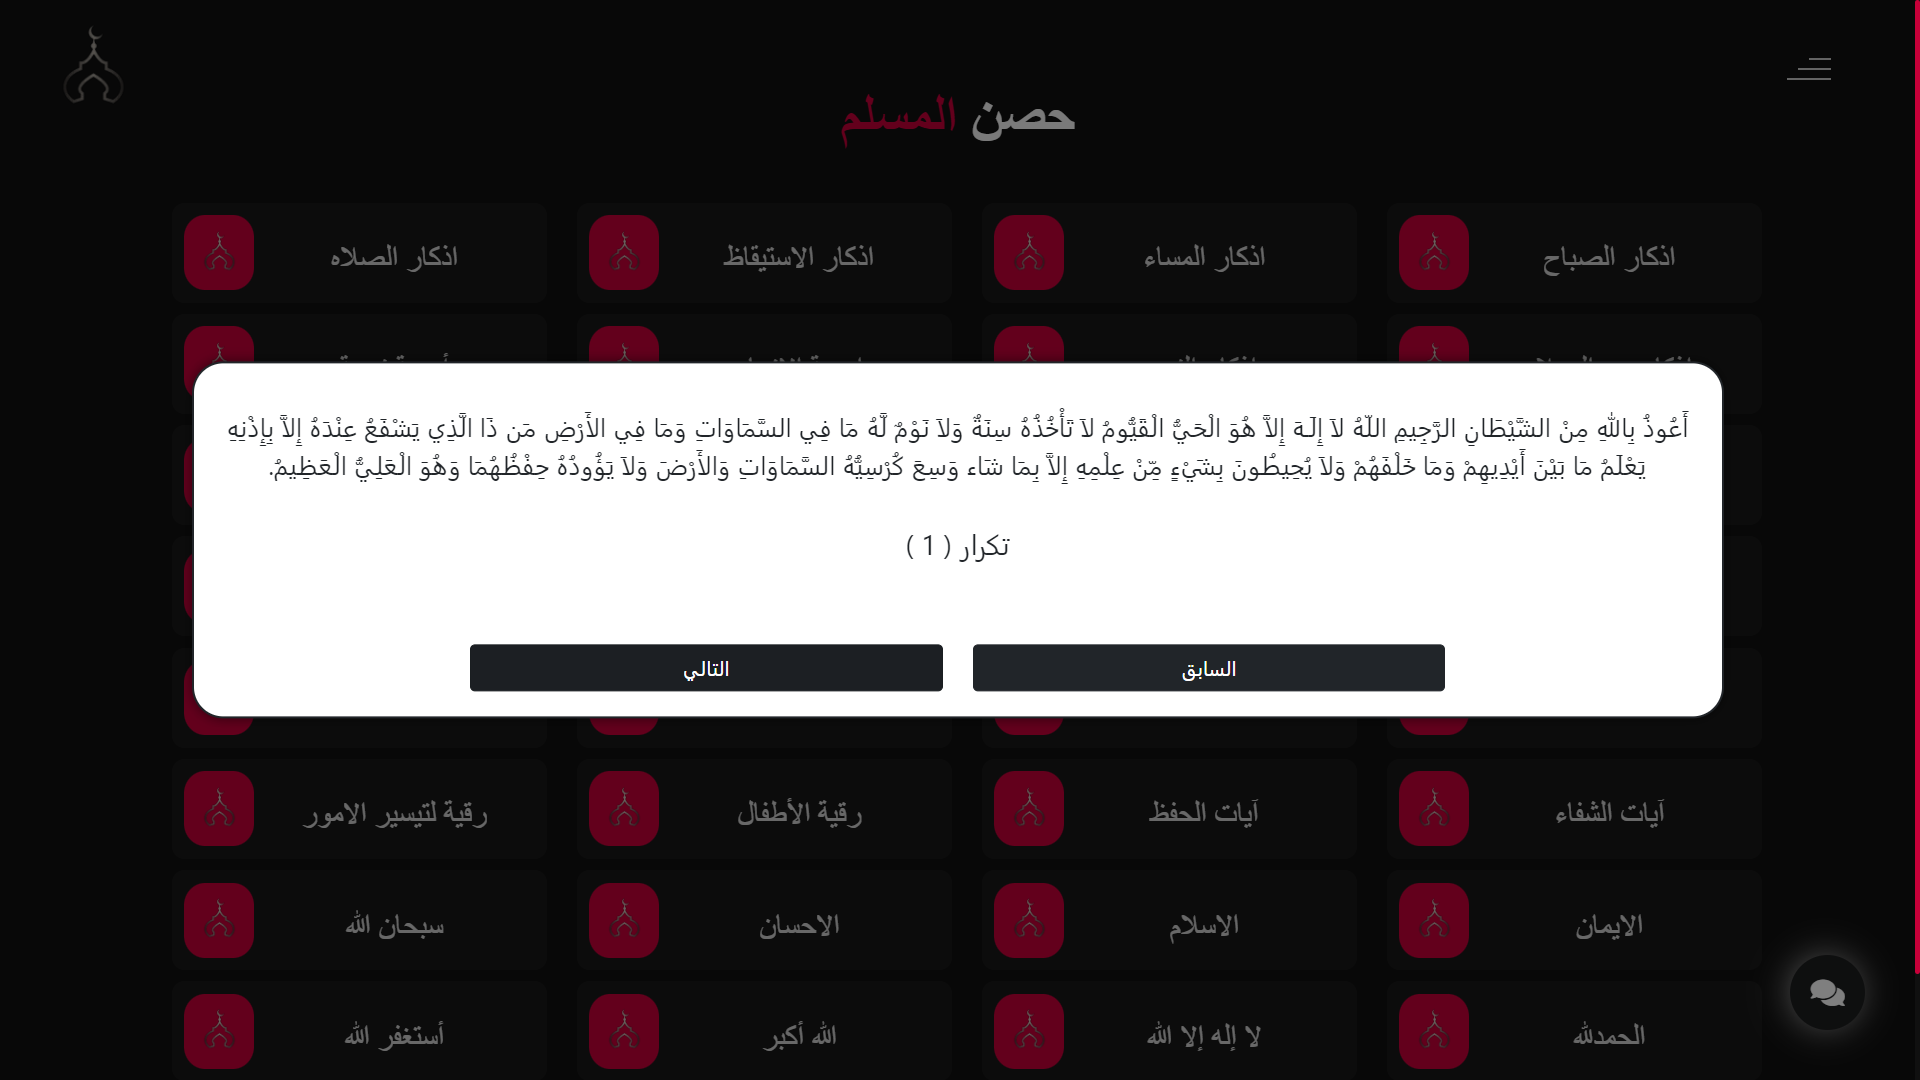 حصن المسلم
اذكار الصباح
اذكار المساء
اذكار الاستيقاظ
اذكار الصلاه
أَعُوذُ بِاللهِ مِنْ الشَّيْطَانِ الرَّجِيمِ اللّهُ لاَ إِلَـهَ إِلاَّ هُوَ الْحَيُّ الْقَيُّومُ لاَ تَأْخُذُهُ سِنَةٌ وَلاَ نَوْمٌ لَّهُ مَا فِي السَّمَاوَاتِ وَمَا فِي الأَرْضِ مَن ذَا الَّذِي يَشْفَعُ عِنْدَهُ إِلاَّ بِإِذْنِهِ
يَعْلَمُ مَا بَيْنَ أَيْدِيهِمْ وَمَا خَلْفَهُمْ وَلاَ يُحِيطُونَ بِشَيْءٍ مِّنْ عِلْمِهِ إِلاَّ بِمَا شَاء وَسِعَ كُرْسِيُّهُ السَّمَاوَاتِ وَالأَرْضَ وَلاَ يَؤُودُهُ حِفْظُهُمَا وَهُوَ الْعَلِيُّ الْعَظِيمُ.
تكرار ( 1 )
السابق
التالي
آيات الشفاء
آيات الحفظ
رقية الأطفال
رقية لتيسير الامور
الايمان
الاسلام
الاحسان
سبحان الله
الحمدلله
لا إله إلا الله
الله أكبر
أستغفر الله